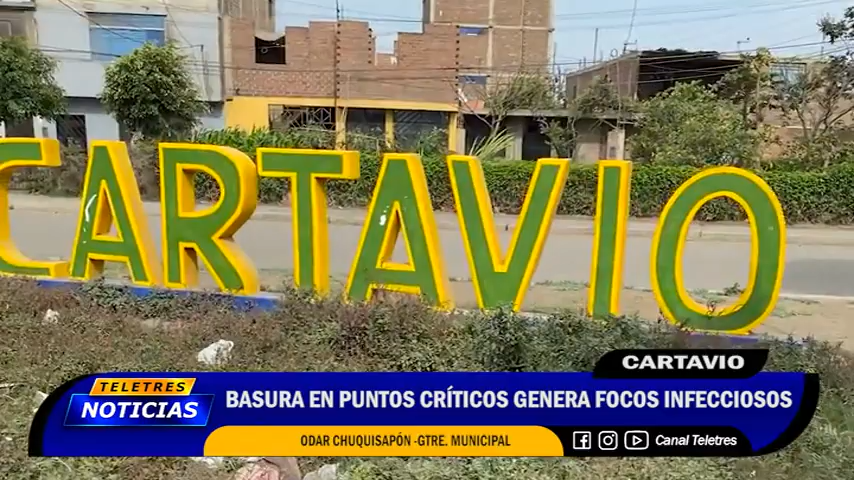 CARTAVIO
CARTAVIO
TELETRES
NOTICIAS
BASURA EN PUNTOS CRÍTICOS GENERA FOCOS INFECCIOSOS
ODAR CHUQUISAPÓN -GTRE. MUNICIPAL
Canal Teletres